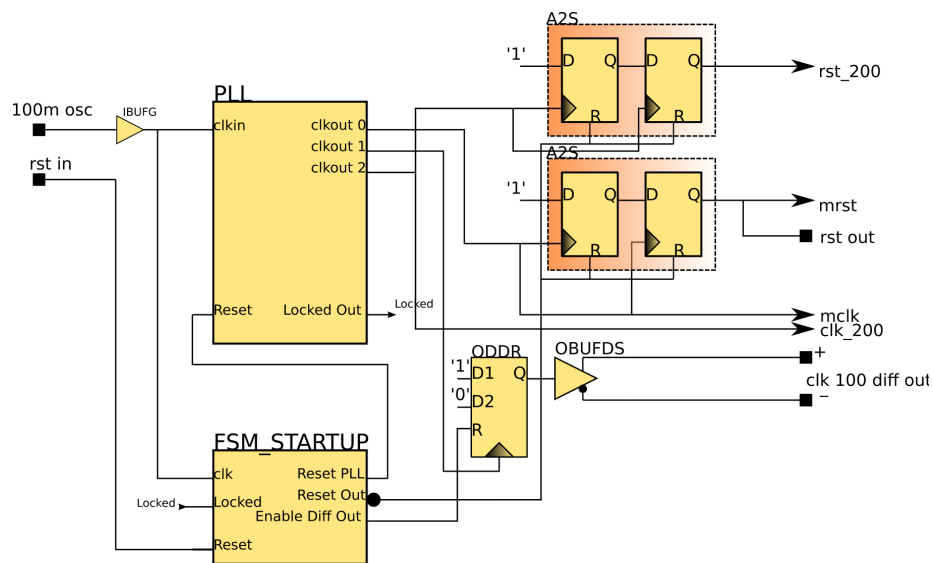 A2S
'1'
D
Q
D
Q
R
R
rst_200
PLL
100m osc
IBUFG
clkin
clkout 0
clkout 1
clkout 2
rst in
A2S
'1'
D
Q
D
Q
R
R
mrst
rst out
Reset
Locked Out
Locked
mclk
clk_200
ODDR
OBUFDS
+
'1'
D1
Q
clk 100 diff out
'0'
D2
–
R
FSM_STARTUP
clk
Reset PLL
Locked
Locked
Reset Out
Enable Diff Out
Reset